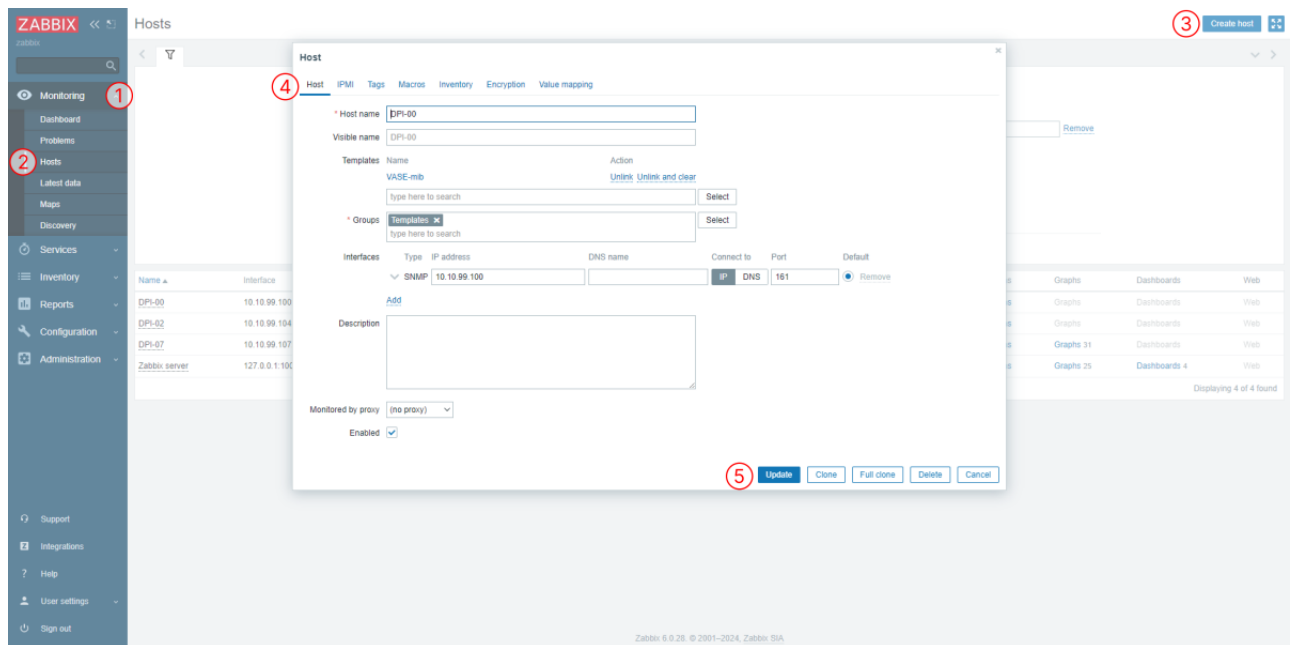 ZABBIX
zabbix
Monitoring 1
Dashboard
Problems
2 Hosts
Latest data
Maps
Discovery
Services
Inventory
Reports
Configuration
Administration
Support
Integrations
Help
User settings
Sign out
Hosts
3 Create host
Remove
Host
4 Host IPMI Tags Macros Inventory Encryption Value mapping
* Host name DPI-00
Visible name DPI-00
Templates Name Action
VASE-mib Unlink Unlink and clear
type here to search Select
* Groups Templates Select
type here to search
Interfaces Type IP address DNS name Connect to Port Default
SNMP 10.10.99.100 IP DNS 161 Remove
Add
Description
Monitored by proxy (no proxy)
Enabled
5 Update Clone Full clone Delete Cancel
Name Interface Graphs Dashboards Web
DPI-00 10.10.99.100 Graphs Dashboards Web
DPI-02 10.10.99.104 Graphs Dashboards Web
DPI-07 10.10.99.107 Graphs 31 Dashboards Web
Zabbix server 127.0.0.1:100 Graphs 25 Dashboards 4 Web
Displaying 4 of 4 found
Zabbix 6.0.28. © 2001–2024, Zabbix SIA